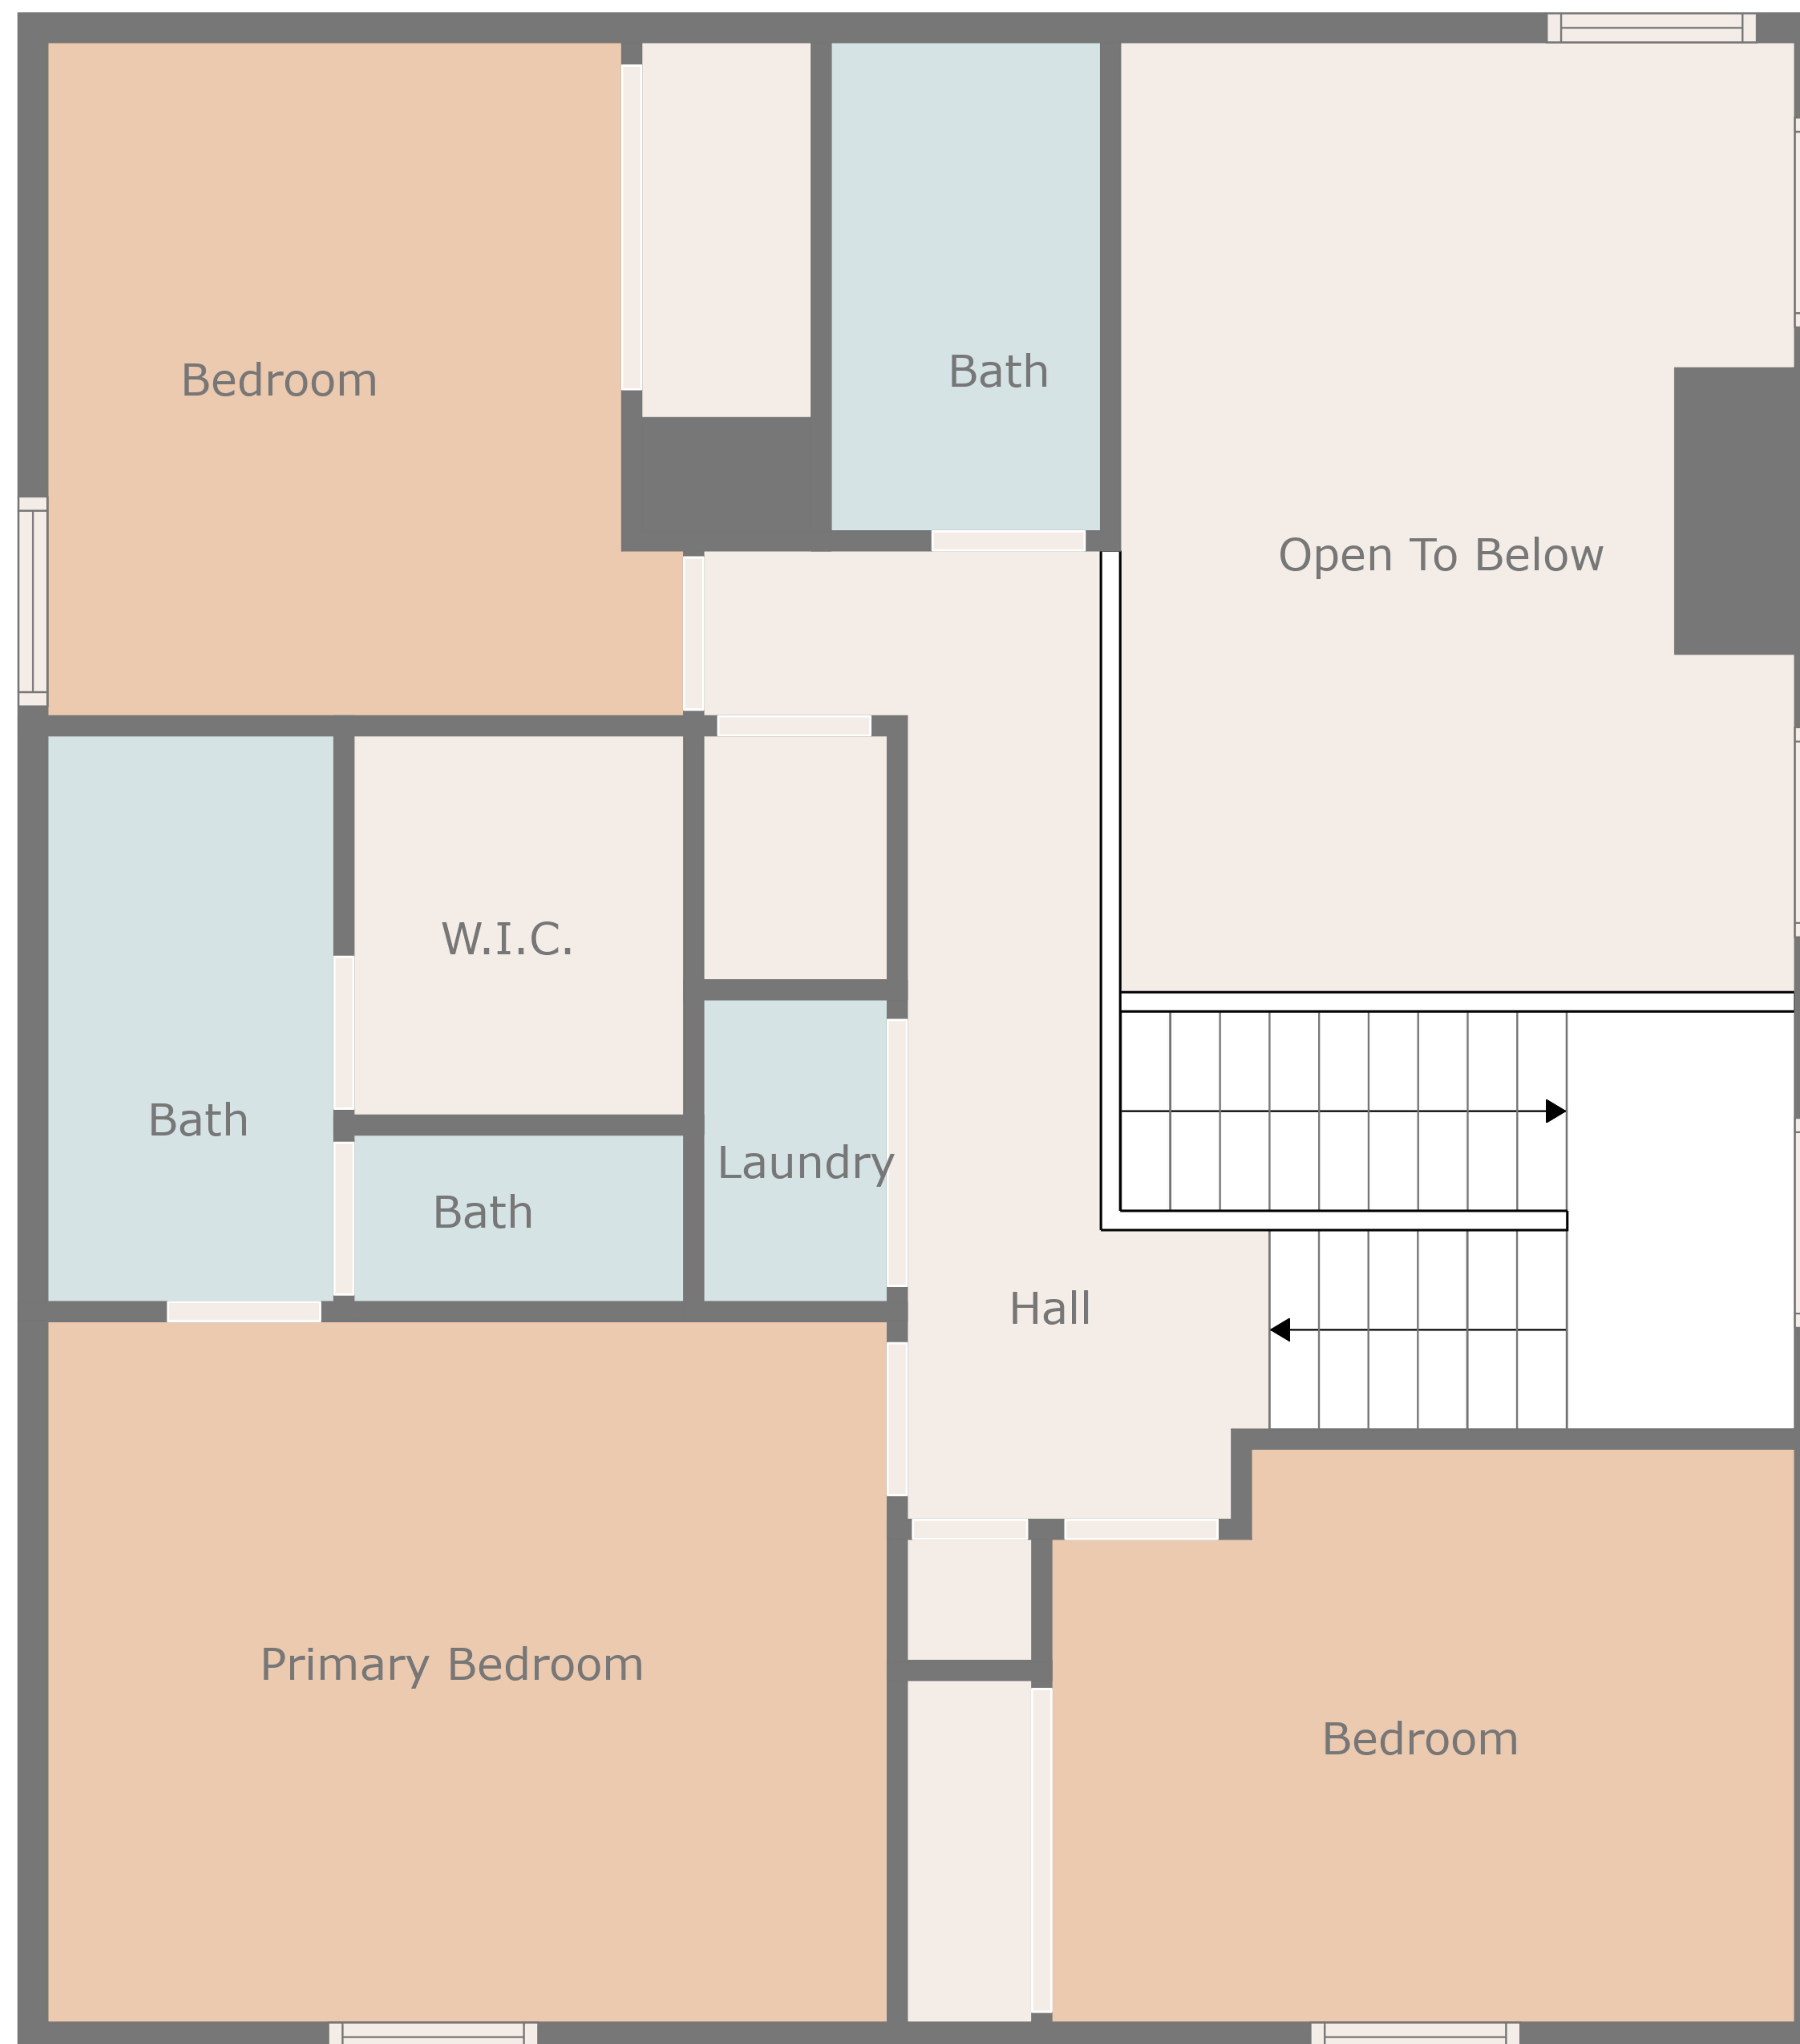 Bedroom
Bath
Open To Below
W.I.C.
Bath
Laundry
Bath
Hall
Primary Bedroom
Bedroom